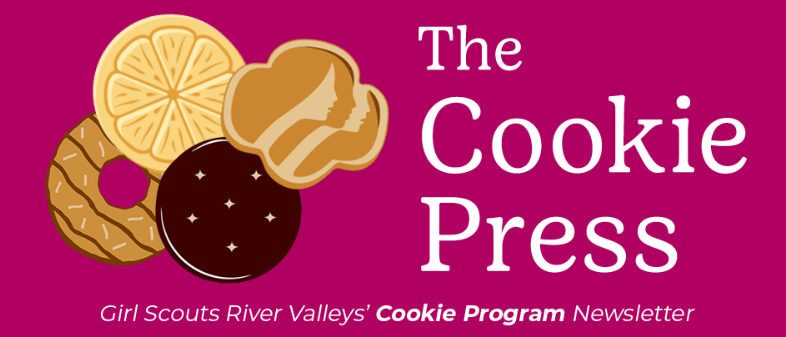 The
Cookie
Press
Girl Scouts River Valleys’ Cookie Program Newsletter